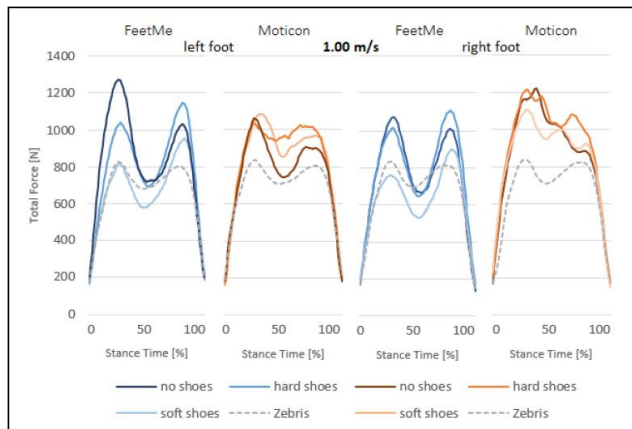 FeetMe Moticon FeetMe Moticon
left foot 1.00 m/s right foot
1400
1200
1000
800
600
400
200
0
Total Force [N]
0 50 100 0 50 100 0 50 100 0 50 100
Stance Time [%] Stance Time [%] Stance Time [%] Stance Time [%]
no shoes hard shoes no shoes hard shoes
soft shoes Zebris soft shoes Zebris